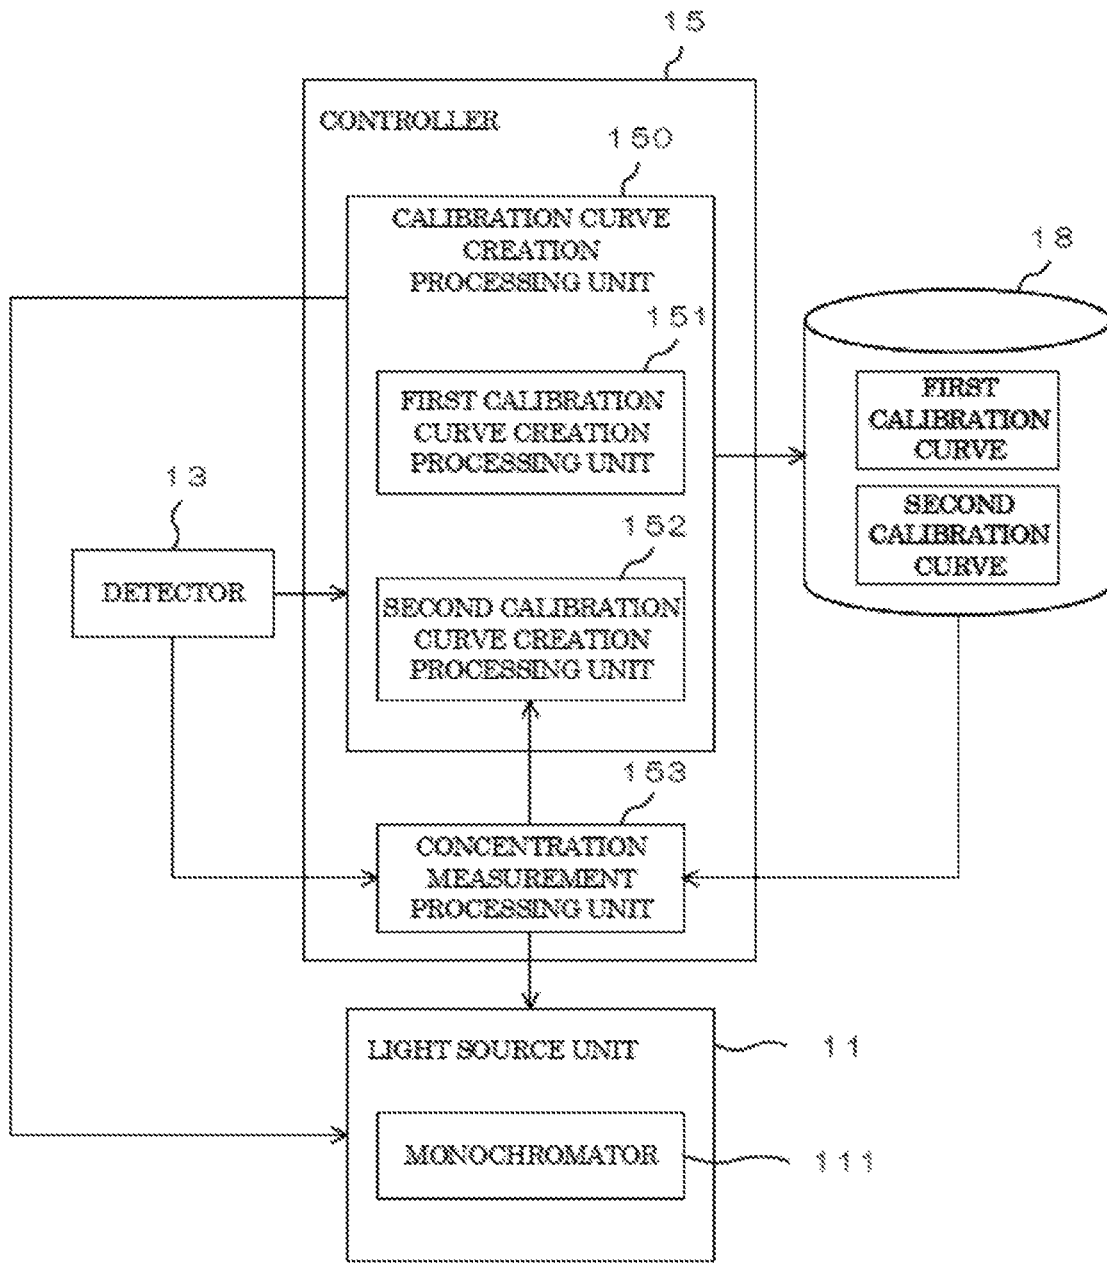 15
CONTROLLER
150
CALIBRATION CURVE
CREATION
PROCESSING UNIT
18
151
FIRST CALIBRATION
CURVE CREATION
PROCESSING UNIT
FIRST
CALIBRATION
CURVE
13
DETECTOR
152
SECOND CALIBRATION
CURVE CREATION
PROCESSING UNIT
SECOND
CALIBRATION
CURVE
153
CONCENTRATION
MEASUREMENT
PROCESSING UNIT
LIGHT SOURCE UNIT
11
MONOCHROMATOR
111